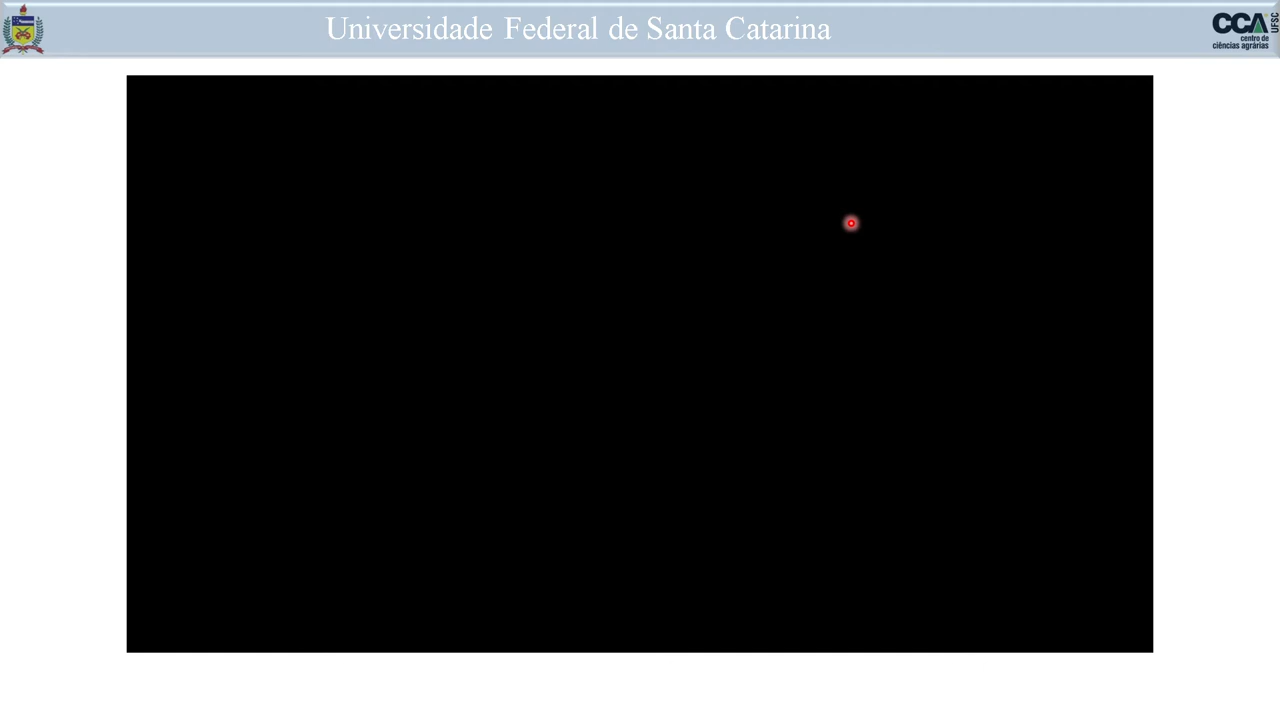 Universidade Federal de Santa Catarina
CCA
UFSC
centro de
ciências agrárias